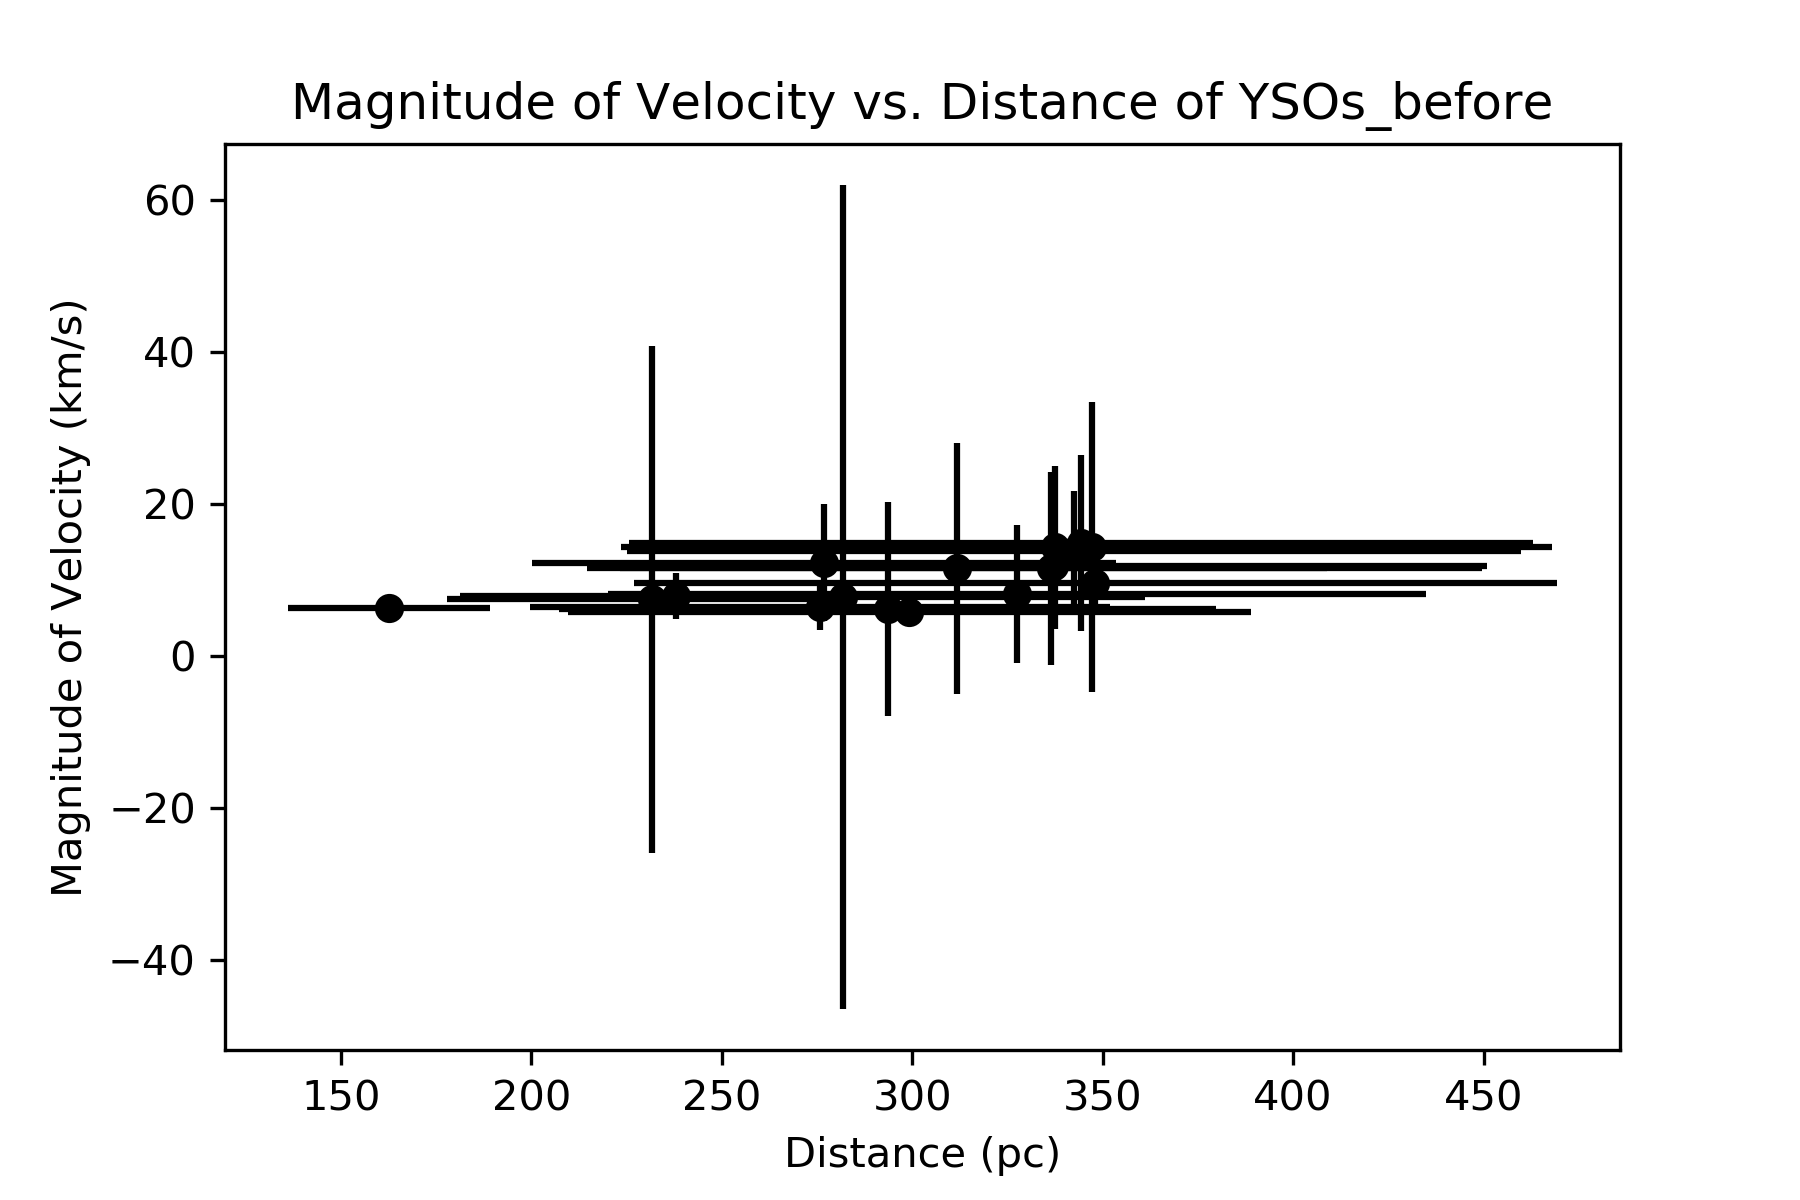 Magnitude of Velocity vs. Distance of YSOs_before
Magnitude of Velocity (km/s)
60
40
20
0
−20
−40
150 200 250 300 350 400 450
Distance (pc)